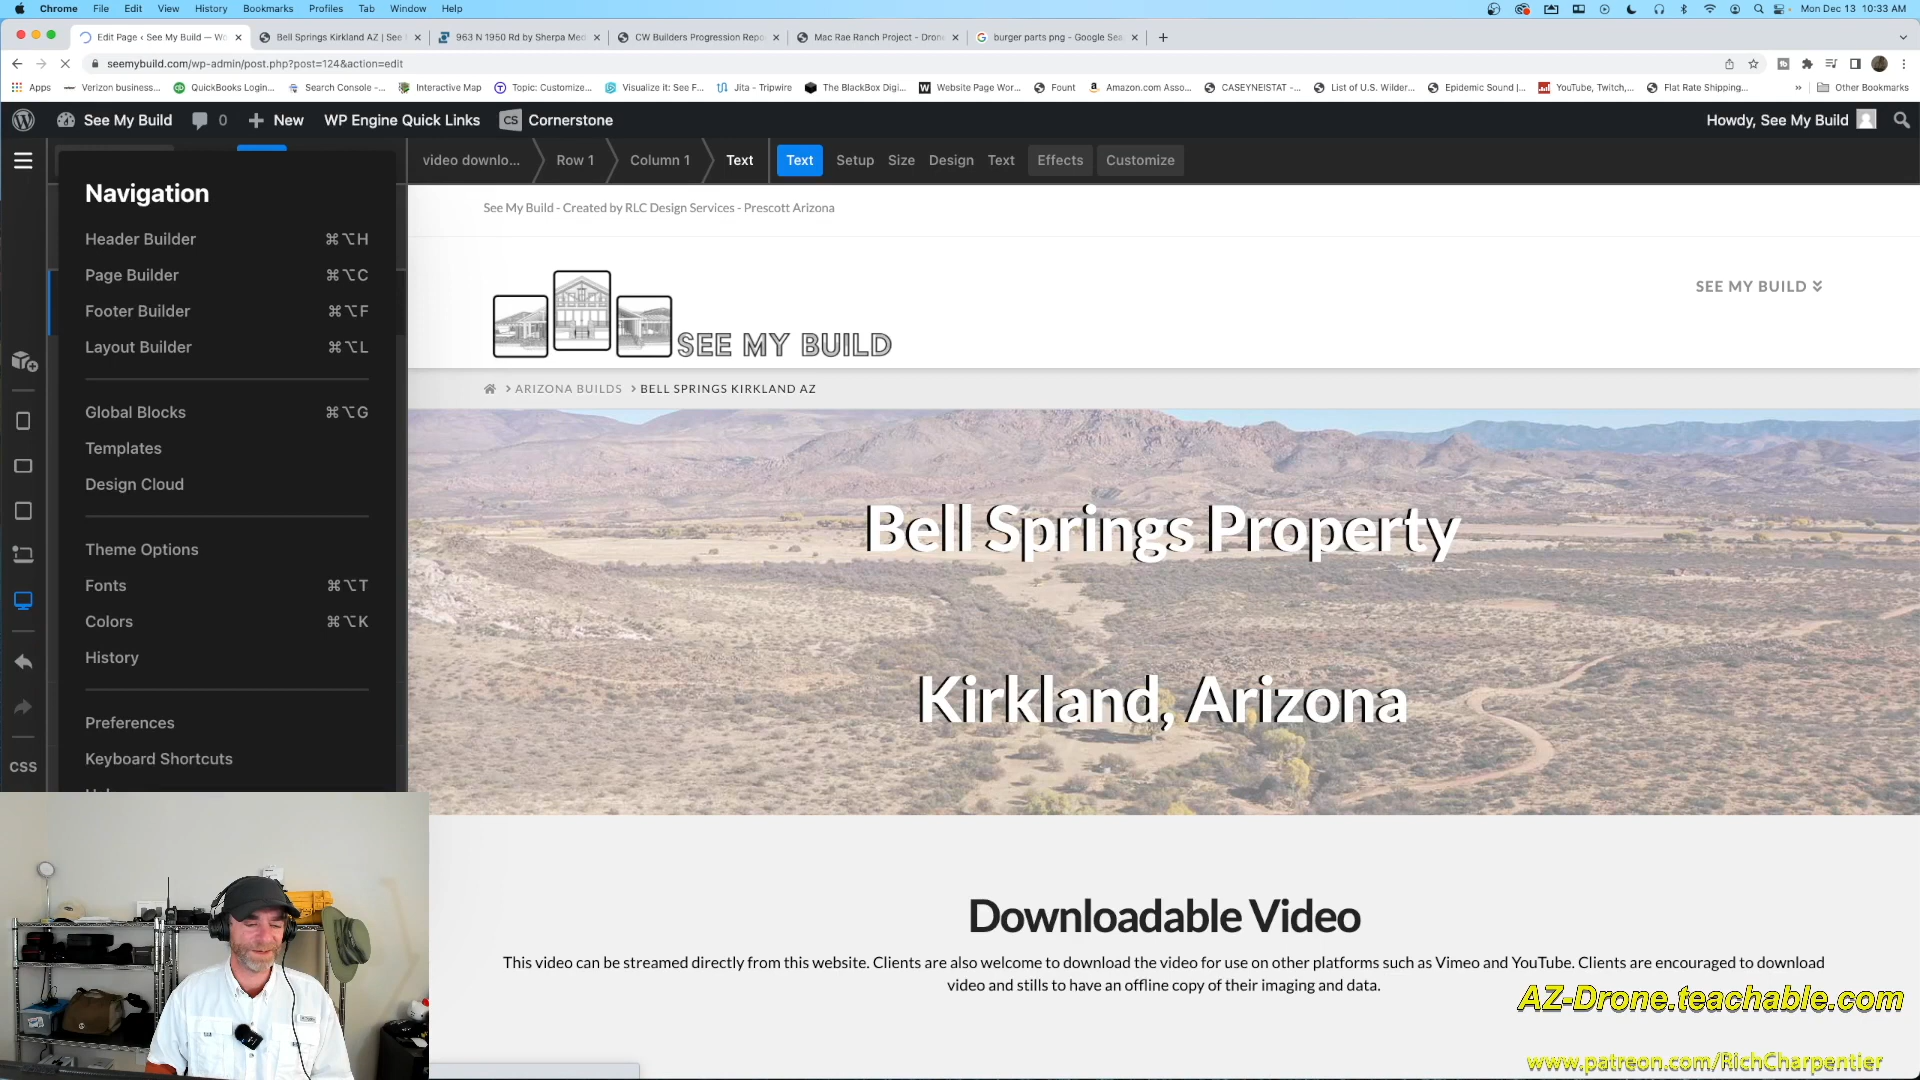 Chrome File Edit View History Bookmarks Profiles Tab Window Help Mon Dec 13 10:33 AM
Edit Page ‹ See My Build — Wo Bell Springs Kirkland AZ | See 963 N 1950 Rd by Sherpa Med CW Builders Progression Repo Mac Rae Ranch Project - Dron burger parts png - Google Sea
seemybuild.com/wp-admin/post.php?post=124&action=edit
Apps Verizon business... QuickBooks Login... Search Console -... Interactive Map Topic: Customize... Visualize it: See F... Jita - Tripwire The BlackBox Digi... Website Page Wor... Fount Amazon.com Asso... CASEYNEISTAT -... List of U.S. Wilder... Epidemic Sound |... YouTube, Twitch,... Flat Rate Shipping... » Other Bookmarks
See My Build 0 New WP Engine Quick Links CS Cornerstone Howdy, See My Build
video downlo... Row 1 Column 1 Text Text Setup Size Design Text Effects Customize
Navigation
Header Builder ⌘⌥H
Page Builder ⌘⌥C
Footer Builder ⌘⌥F
Layout Builder ⌘⌥L
Global Blocks ⌘⌥G
Templates
Design Cloud
Theme Options
Fonts ⌘⌥T
Colors ⌘⌥K
History
Preferences
Keyboard Shortcuts
CSS
See My Build - Created by RLC Design Services - Prescott Arizona
SEE MY BUILD
SEE MY BUILD
ARIZONA BUILDS > BELL SPRINGS KIRKLAND AZ
Bell Springs Property
Kirkland, Arizona
Downloadable Video
This video can be streamed directly from this website. Clients are also welcome to download the video for use on other platforms such as Vimeo and YouTube. Clients are encouraged to download
video and stills to have an offline copy of their imaging and data.
AZ-Drone.teachable.com
www.patreon.com/RichCharpentier